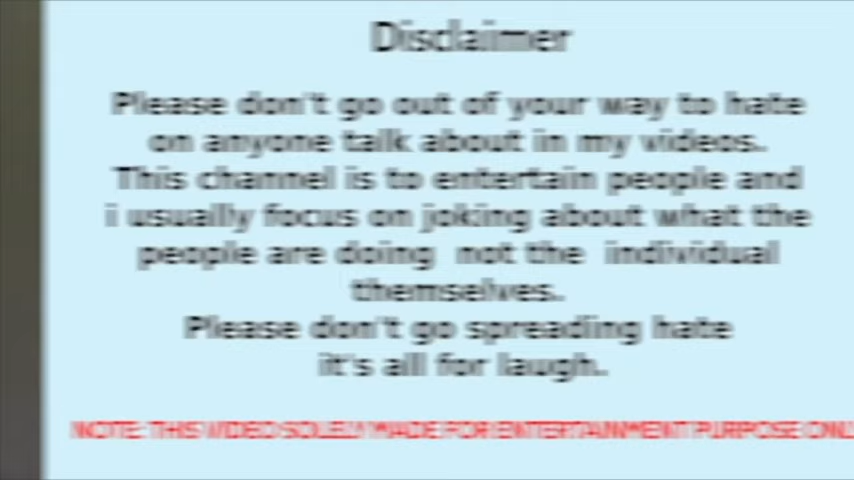 Disclaimer
Please don't go out of your way to hate
on anyone talk about in my videos.
This channel is to entertain people and
i usually focus on joking about what the
people are doing not the individual
themselves.
Please don't go spreading hate
it's all for laugh.
NOTE: THIS VIDEO SOLELY MADE FOR ENTERTAINMENT PURPOSE